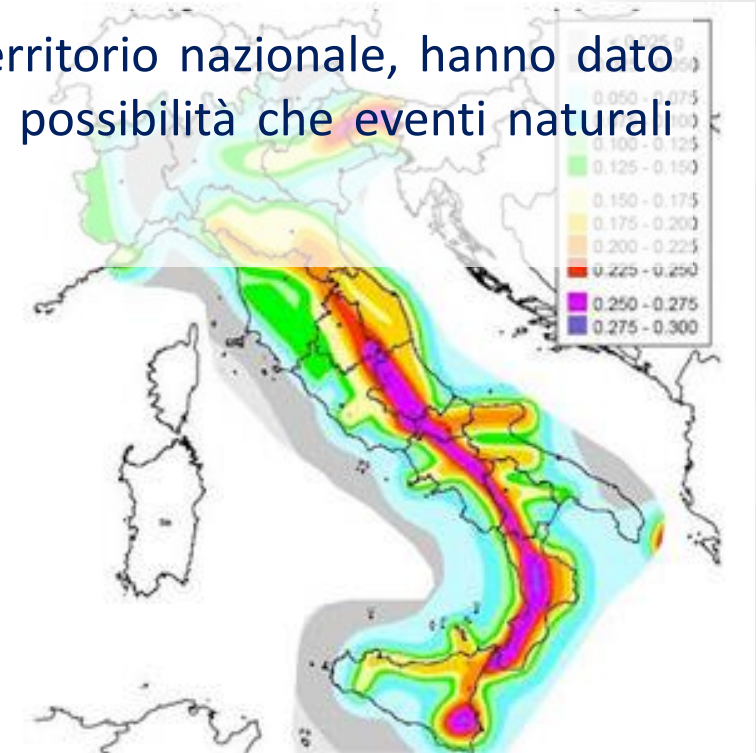 erritorio nazionale, hanno dato
possibilità che eventi naturali
0.050 - 0.075
0.100 - 0.125
0.125 - 0.150
0.150 - 0.175
0.175 - 0.200
0.200 - 0.225
0.225 - 0.250
0.250 - 0.275
0.275 - 0.300